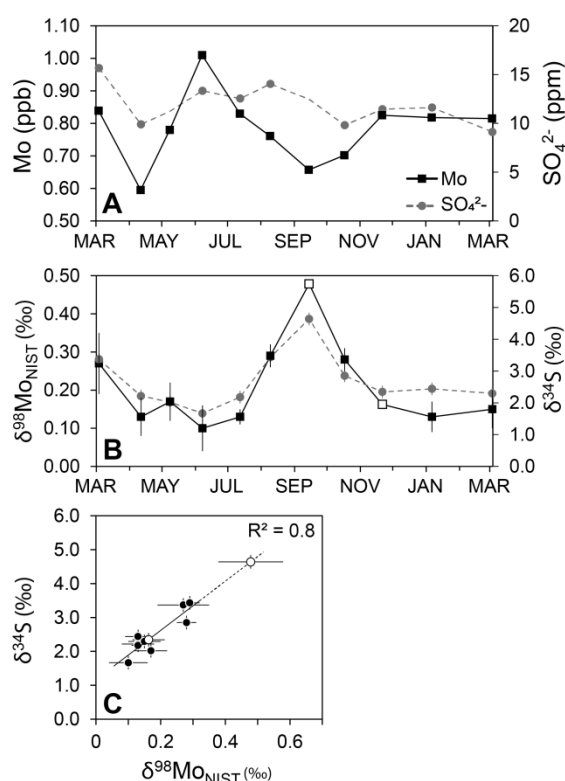 1.10
1.00
0.90
0.80
0.70
0.60
0.50
Mo (ppb)
20
15
10
5
0
SO₄²⁻ (ppm)
A
Mo
SO₄²⁻
MAR MAY JUL SEP NOV JAN MAR
0.50
0.40
0.30
0.20
0.10
0.00
δ⁹⁸Mo_NIST (‰)
6.0
5.0
4.0
3.0
2.0
1.0
0.0
δ³⁴S (‰)
B
MAR MAY JUL SEP NOV JAN MAR
6.0
5.0
4.0
3.0
2.0
1.0
0.0
δ³⁴S (‰)
R² = 0.8
C
0 0.2 0.4 0.6
δ⁹⁸Mo_NIST (‰)